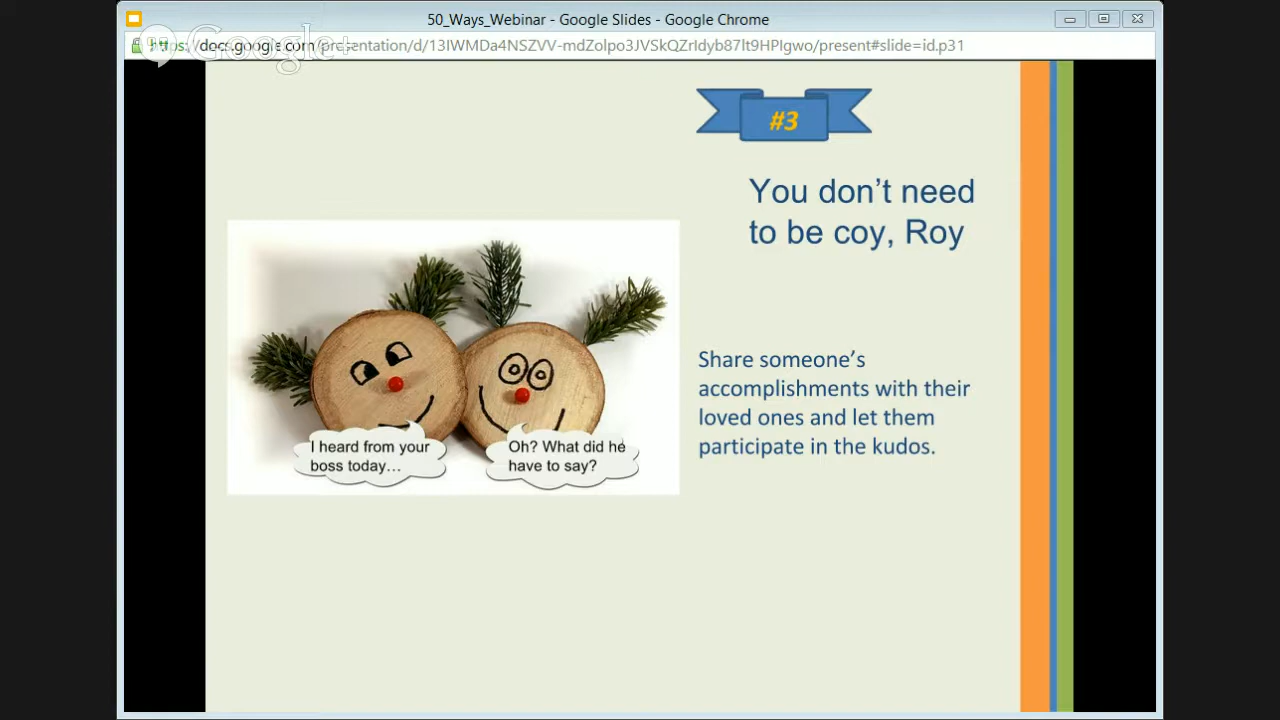 50_Ways_Webinar - Google Slides - Google Chrome
https://docs.google.com/presentation/d/13IWMDa4NSZVV-mdZolpo3JVSkQZrIdyb87lt9HPIgwo/present#slide=id.p31
Google+
#3
You don’t need
to be coy, Roy
Share someone’s
accomplishments with their
loved ones and let them
participate in the kudos.
I heard from your
boss today…
Oh? What did he
have to say?